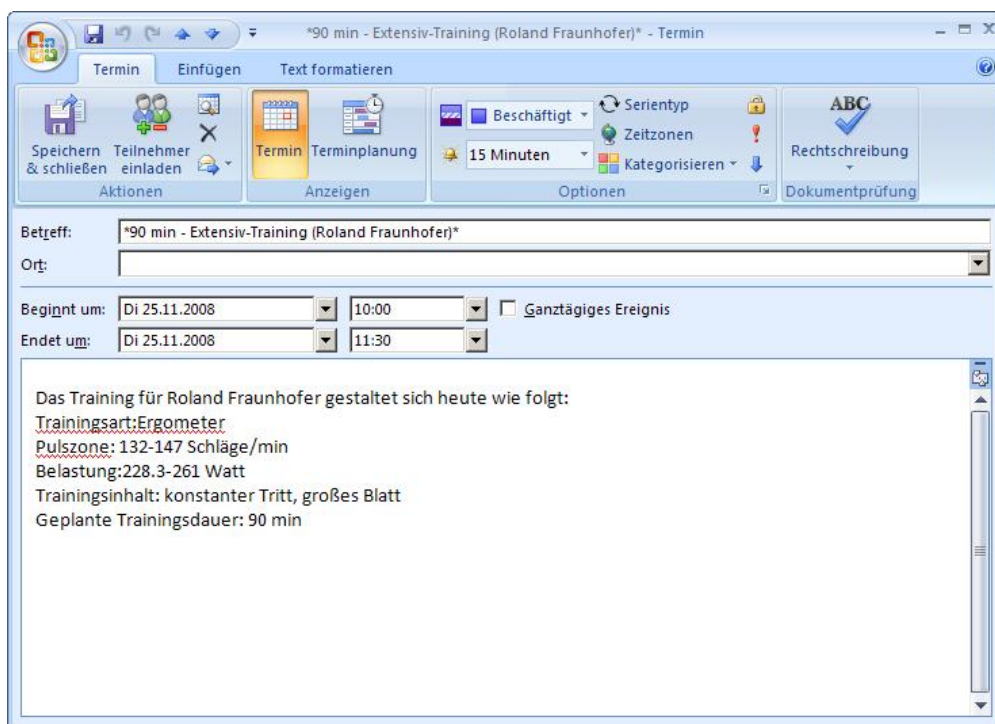 *90 min - Extensiv-Training (Roland Fraunhofer)* - Termin
Termin Einfügen Text formatieren
Speichern & schließen
Teilnehmer einladen
Termin
Terminplanung
Beschäftigt
15 Minuten
Serientyp
Zeitzonen
Kategorisieren
ABC
Rechtschreibung
Aktionen Anzeigen Optionen Dokumentprüfung
Betreff: *90 min - Extensiv-Training (Roland Fraunhofer)*
Ort:
Beginnt um: Di 25.11.2008 10:00 Ganztägiges Ereignis
Endet um: Di 25.11.2008 11:30
Das Training für Roland Fraunhofer gestaltet sich heute wie folgt:
Trainingsart:Ergometer
Pulszone: 132-147 Schläge/min
Belastung:228.3-261 Watt
Trainingsinhalt: konstanter Tritt, großes Blatt
Geplante Trainingsdauer: 90 min